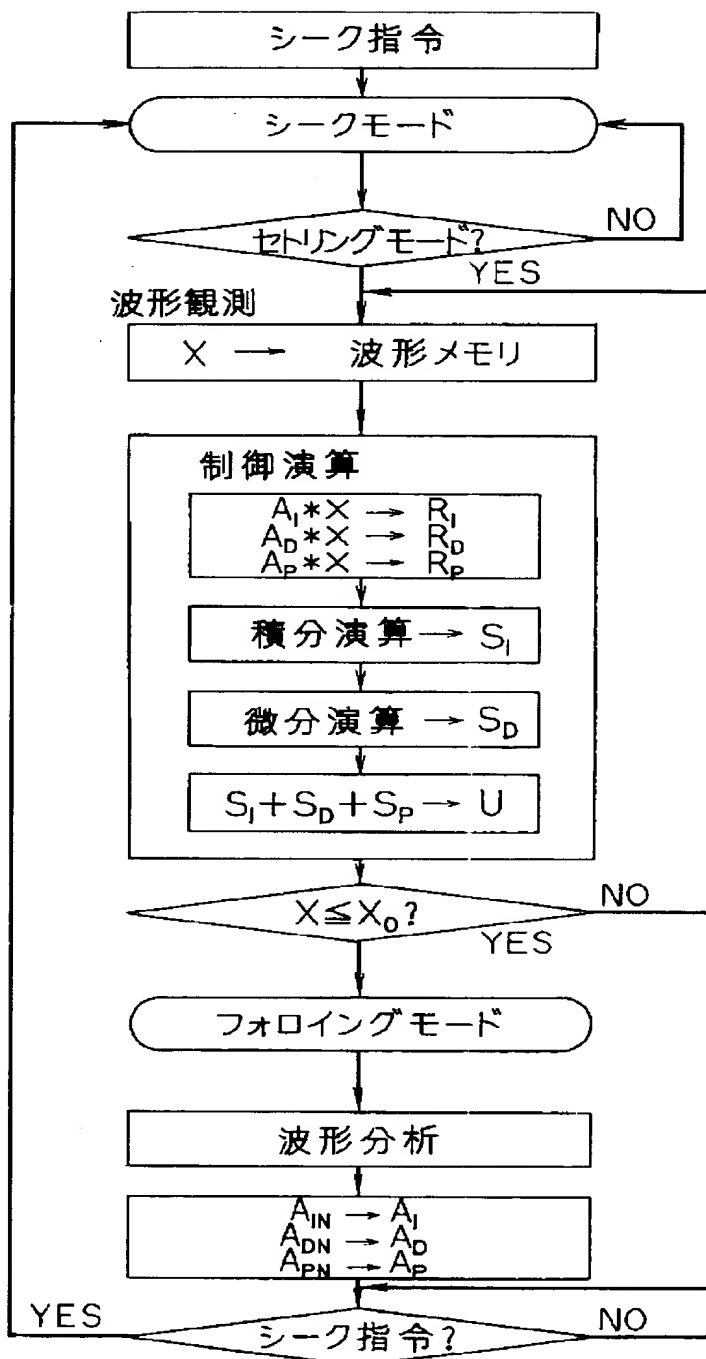 シーク指令
シークモード
セトリングモード?
NO
YES
波形観測
X → 波形メモリ
制御演算
A_I*X → R_I
A_D*X → R_D
A_P*X → R_P
積分演算 → S_I
微分演算 → S_D
S_I+S_D+S_P → U
X≦X_0?
NO
YES
フォロイングモード
波形分析
A_IN → A_I
A_DN → A_D
A_PN → A_P
YES
シーク指令?
NO